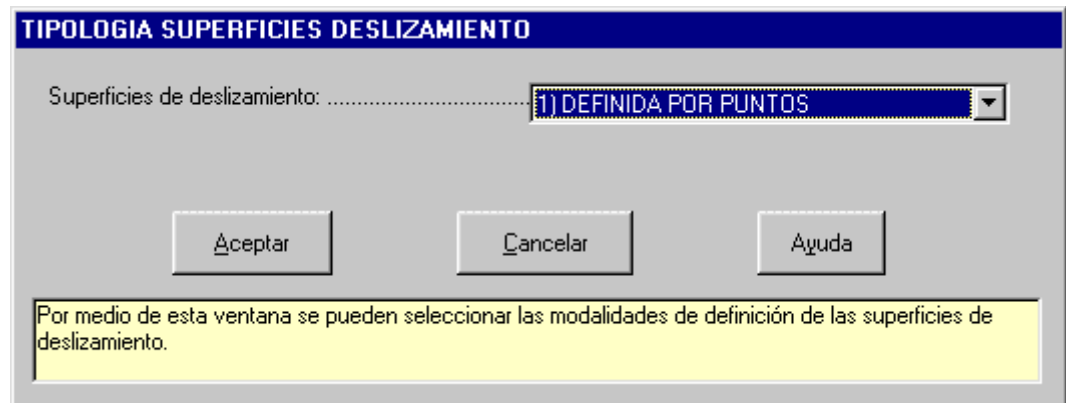 TIPOLOGIA SUPERFICIES DESLIZAMIENTO
Superficies de deslizamiento: .................................. 1) DEFINIDA POR PUNTOS
Aceptar Cancelar Ayuda
Por medio de esta ventana se pueden seleccionar las modalidades de definición de las superficies de
deslizamiento.